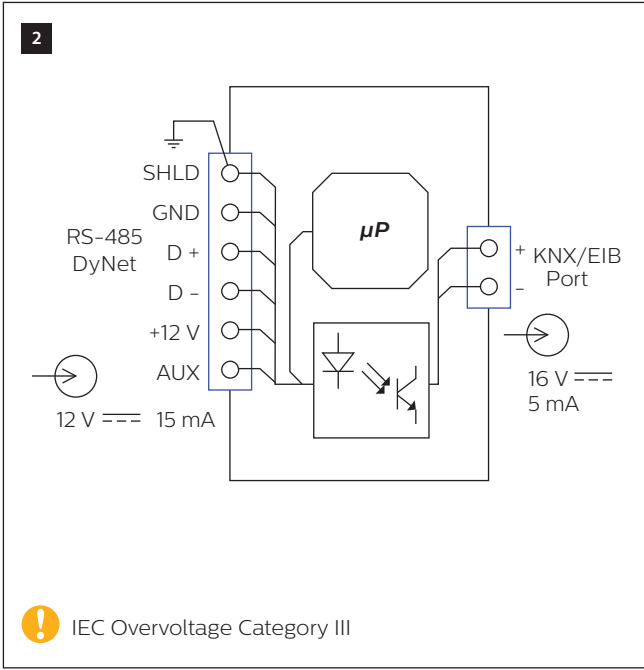 2
SHLD
GND
RS-485
DyNet
D +
D -
+12 V
AUX
12 V 15 mA
µP
+
-
KNX/EIB
Port
16 V
5 mA
! IEC Overvoltage Category III